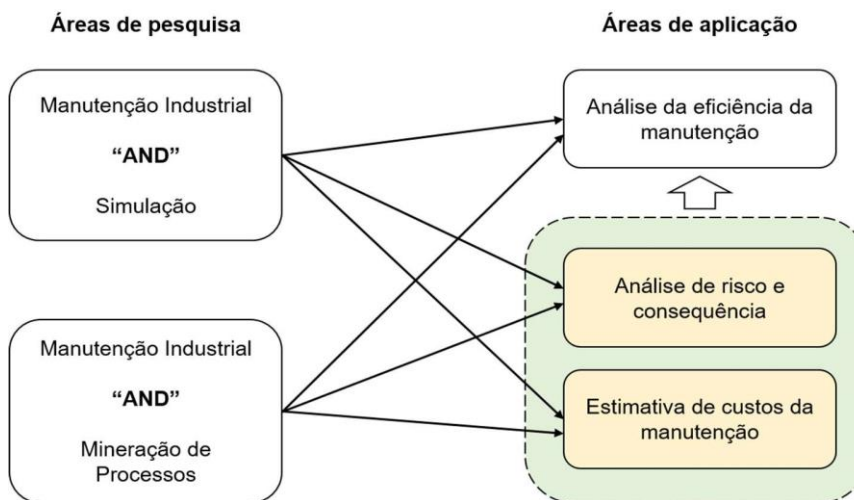 Áreas de pesquisa
Manutenção Industrial
“AND”
Simulação
Manutenção Industrial
“AND”
Mineração de
Processos
Áreas de aplicação
Análise da eficiência da
manutenção
Análise de risco e
consequência
Estimativa de custos da
manutenção